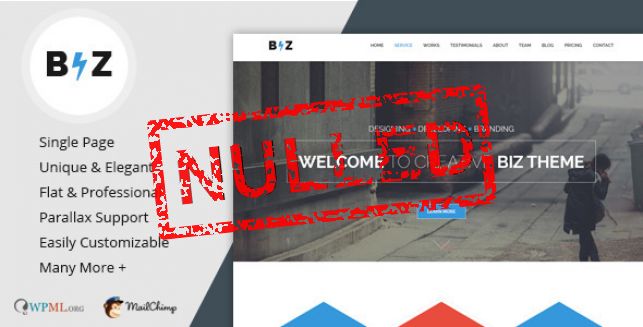 B Z
Single Page
Unique & Elegant
Flat & Professional
Parallax Support
Easily Customizable
Many More +
WPML.ORG
MailChimp
B Z
HOME SERVICE WORKS TESTIMONIALS ABOUT TEAM BLOG PRICING CONTACT
DESIGNING + DEVELOPING + BRANDING
WELCOME TO CREATIVE BIZ THEME
LEARN MORE
NULLED